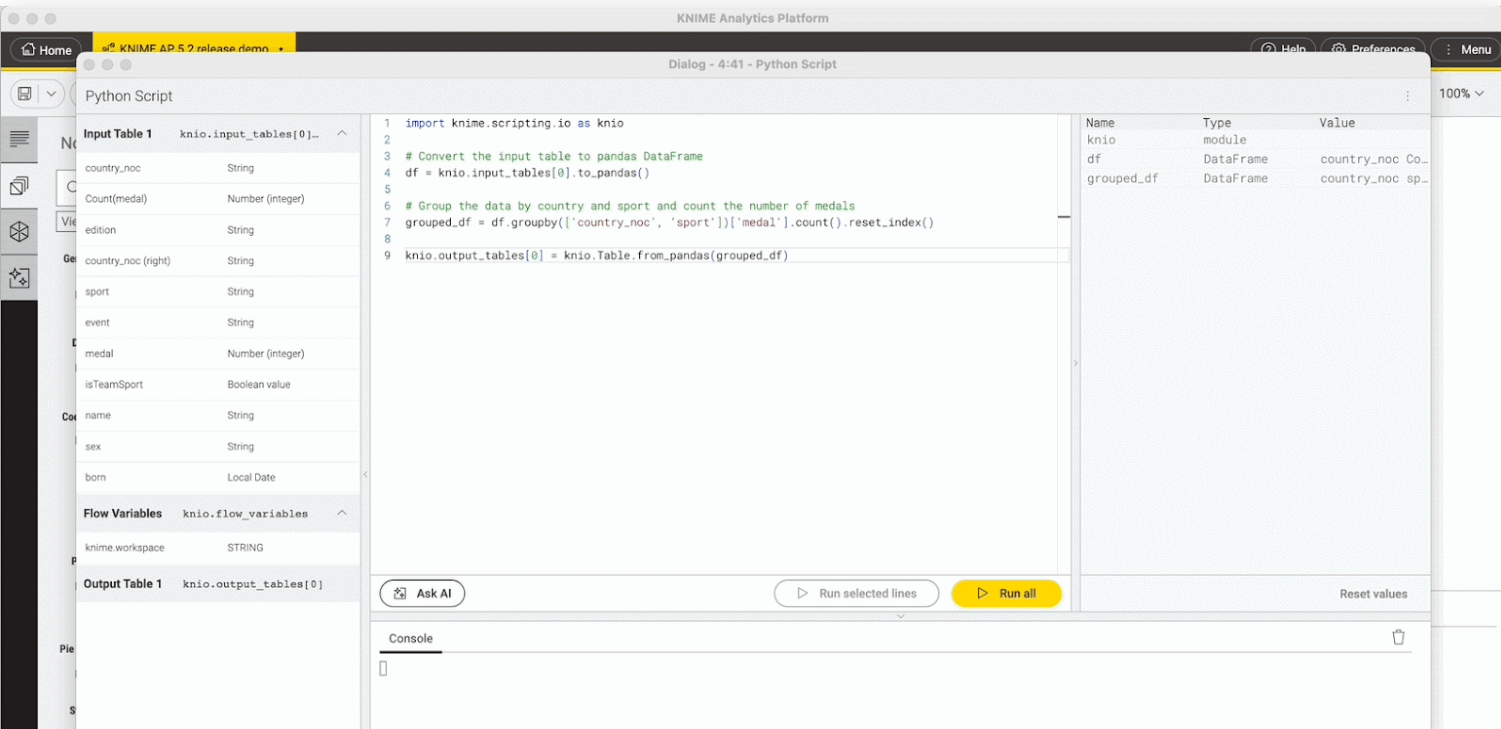 KNIME Analytics Platform
Home
KNIME AP 5.2 release demo
Help
Preferences
Menu
Dialog - 4:41 - Python Script
Python Script
100%
Input Table 1 knio.input_tables[0]…
country_noc String
Count(medal) Number (integer)
edition String
country_noc (right) String
sport String
event String
medal Number (integer)
isTeamSport Boolean value
name String
sex String
born Local Date
Flow Variables knio.flow_variables
knime.workspace STRING
Output Table 1 knio.output_tables[0]
1 import knime.scripting.io as knio
2
3 # Convert the input table to pandas DataFrame
4 df = knio.input_tables[0].to_pandas()
5
6 # Group the data by country and sport and count the number of medals
7 grouped_df = df.groupby(['country_noc', 'sport'])['medal'].count().reset_index()
8
9 knio.output_tables[0] = knio.Table.from_pandas(grouped_df)
Ask AI
Run selected lines
Run all
Name Type Value
knio module
df DataFrame country_noc Co…
grouped_df DataFrame country_noc sp…
Reset values
Console
Pie